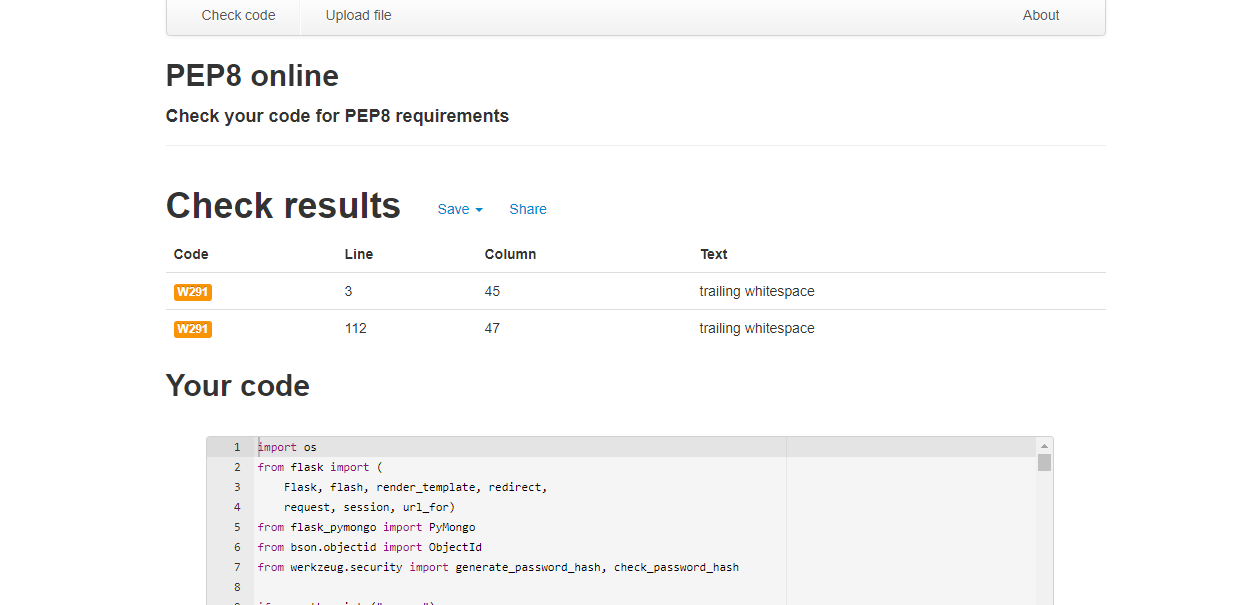 Check code Upload file About
PEP8 online
Check your code for PEP8 requirements
Check results Save Share
Code Line Column Text
W291 3 45 trailing whitespace
W291 112 47 trailing whitespace
Your code
1 import os
2 from flask import (
3 Flask, flash, render_template, redirect,
4 request, session, url_for)
5 from flask_pymongo import PyMongo
6 from bson.objectid import ObjectId
7 from werkzeug.security import generate_password_hash, check_password_hash
8